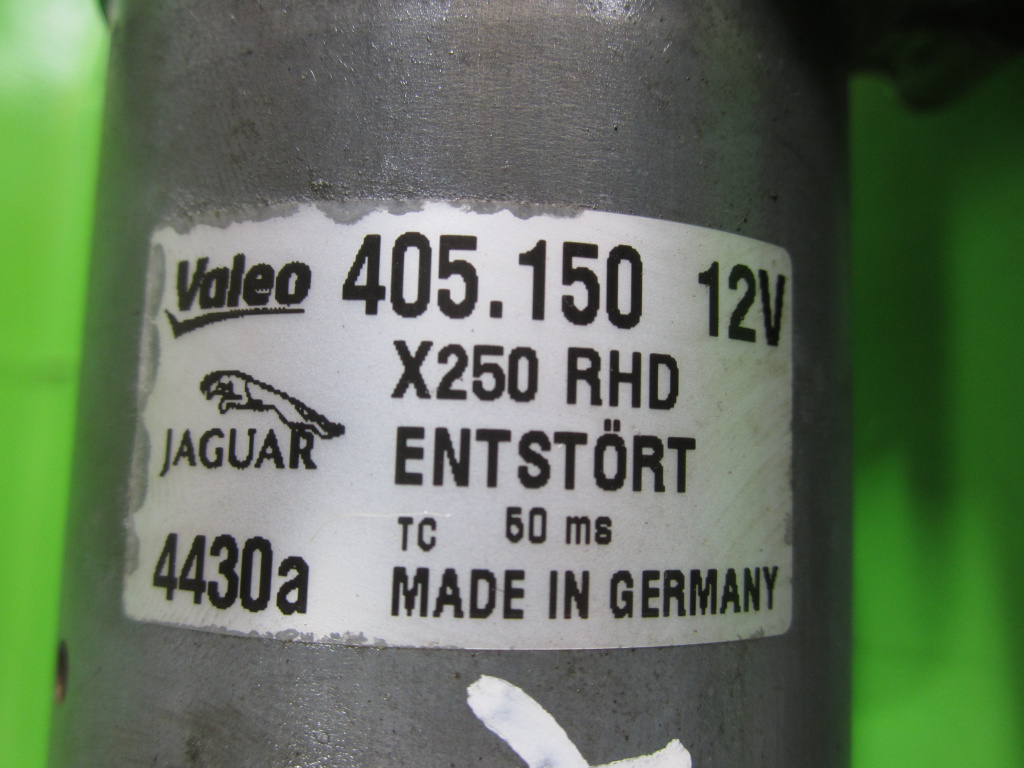 Valeo 405.150 12V
X250 RHD
JAGUAR
ENTSTÖRT
TC 50 ms
4430a
MADE IN GERMANY